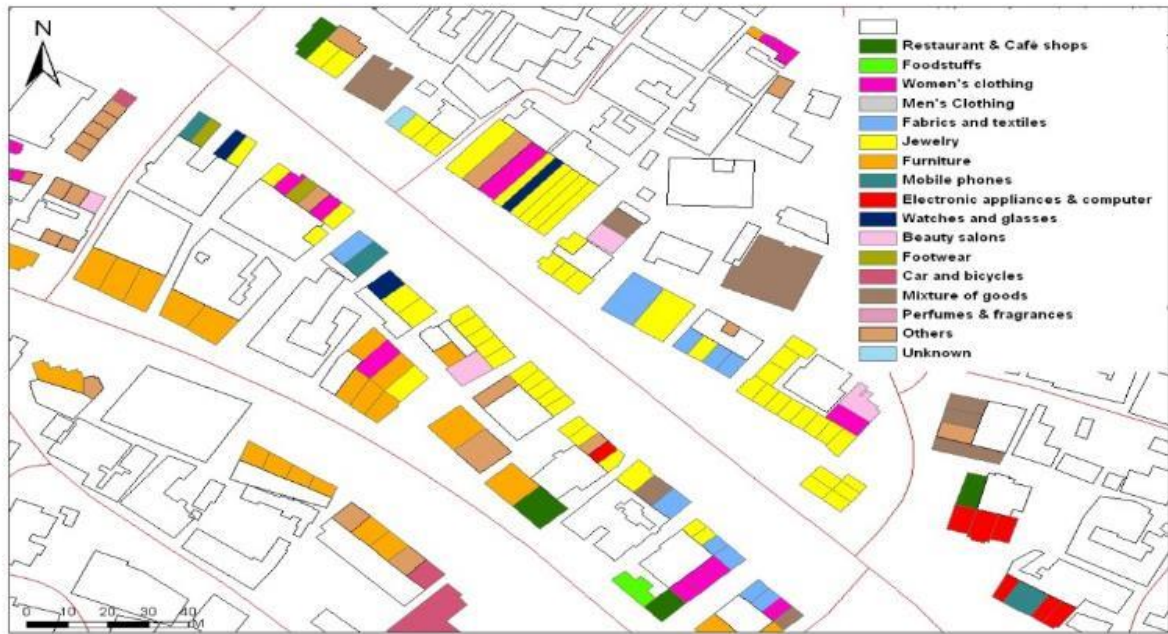 N
Restaurant & Café shops
Foodstuffs
Women's clothing
Men's Clothing
Fabrics and textiles
Jewelry
Furniture
Mobile phones
Electronic appliances & computer
Watches and glasses
Beauty salons
Footwear
Car and bicycles
Mixture of goods
Perfumes & fragrances
Others
Unknown
0 10 20 30 40
M